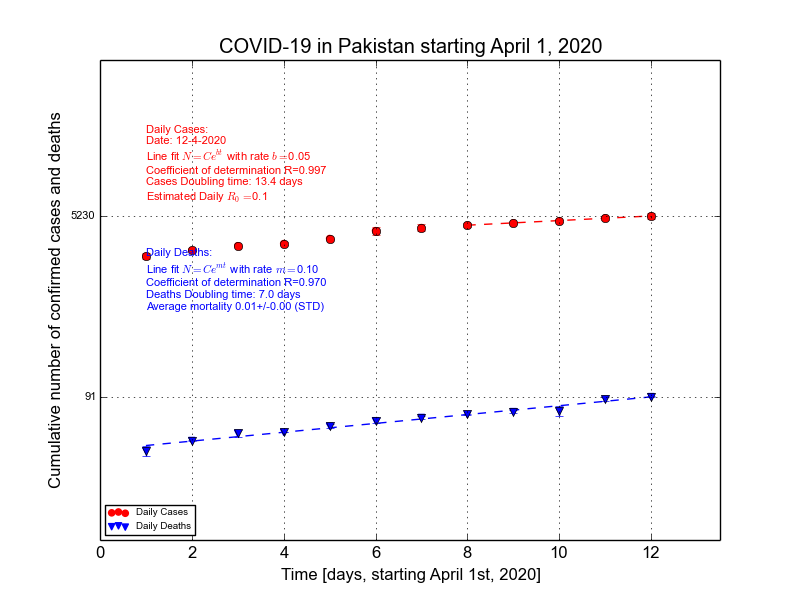 COVID-19 in Pakistan starting April 1, 2020
Cumulative number of confirmed cases and deaths
Daily Cases:
Date: 12-4-2020
Line fit N=Ce^{bt} with rate b=0.05
Coefficient of determination R=0.997
Cases Doubling time: 13.4 days
Estimated Daily R_0=0.1
5230
Daily Deaths:
Line fit N=Ce^{mt} with rate m=0.10
Coefficient of determination R=0.970
Deaths Doubling time: 7.0 days
Average mortality 0.01+/-0.00 (STD)
91
Daily Cases
Daily Deaths
0 2 4 6 8 10 12
Time [days, starting April 1st, 2020]